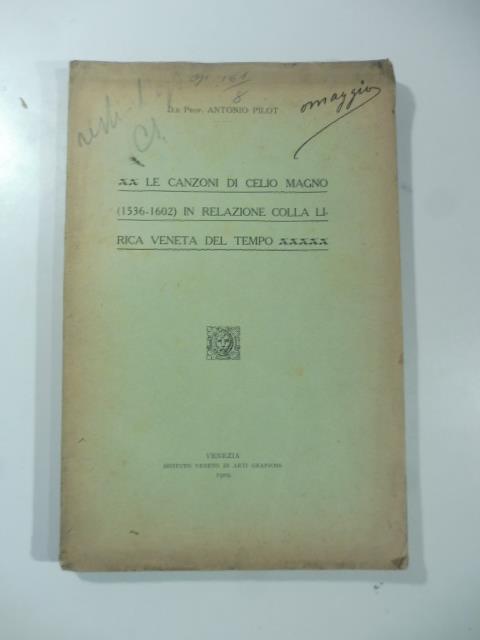 omaggio
Dr Prof. ANTONIO PILOT
LE CANZONI DI CELIO MAGNO
(1536-1602) IN RELAZIONE COLLA LI-
RICA VENETA DEL TEMPO
VENEZIA
ISTITUTO VENETO DI ARTI GRAFICHE
1909